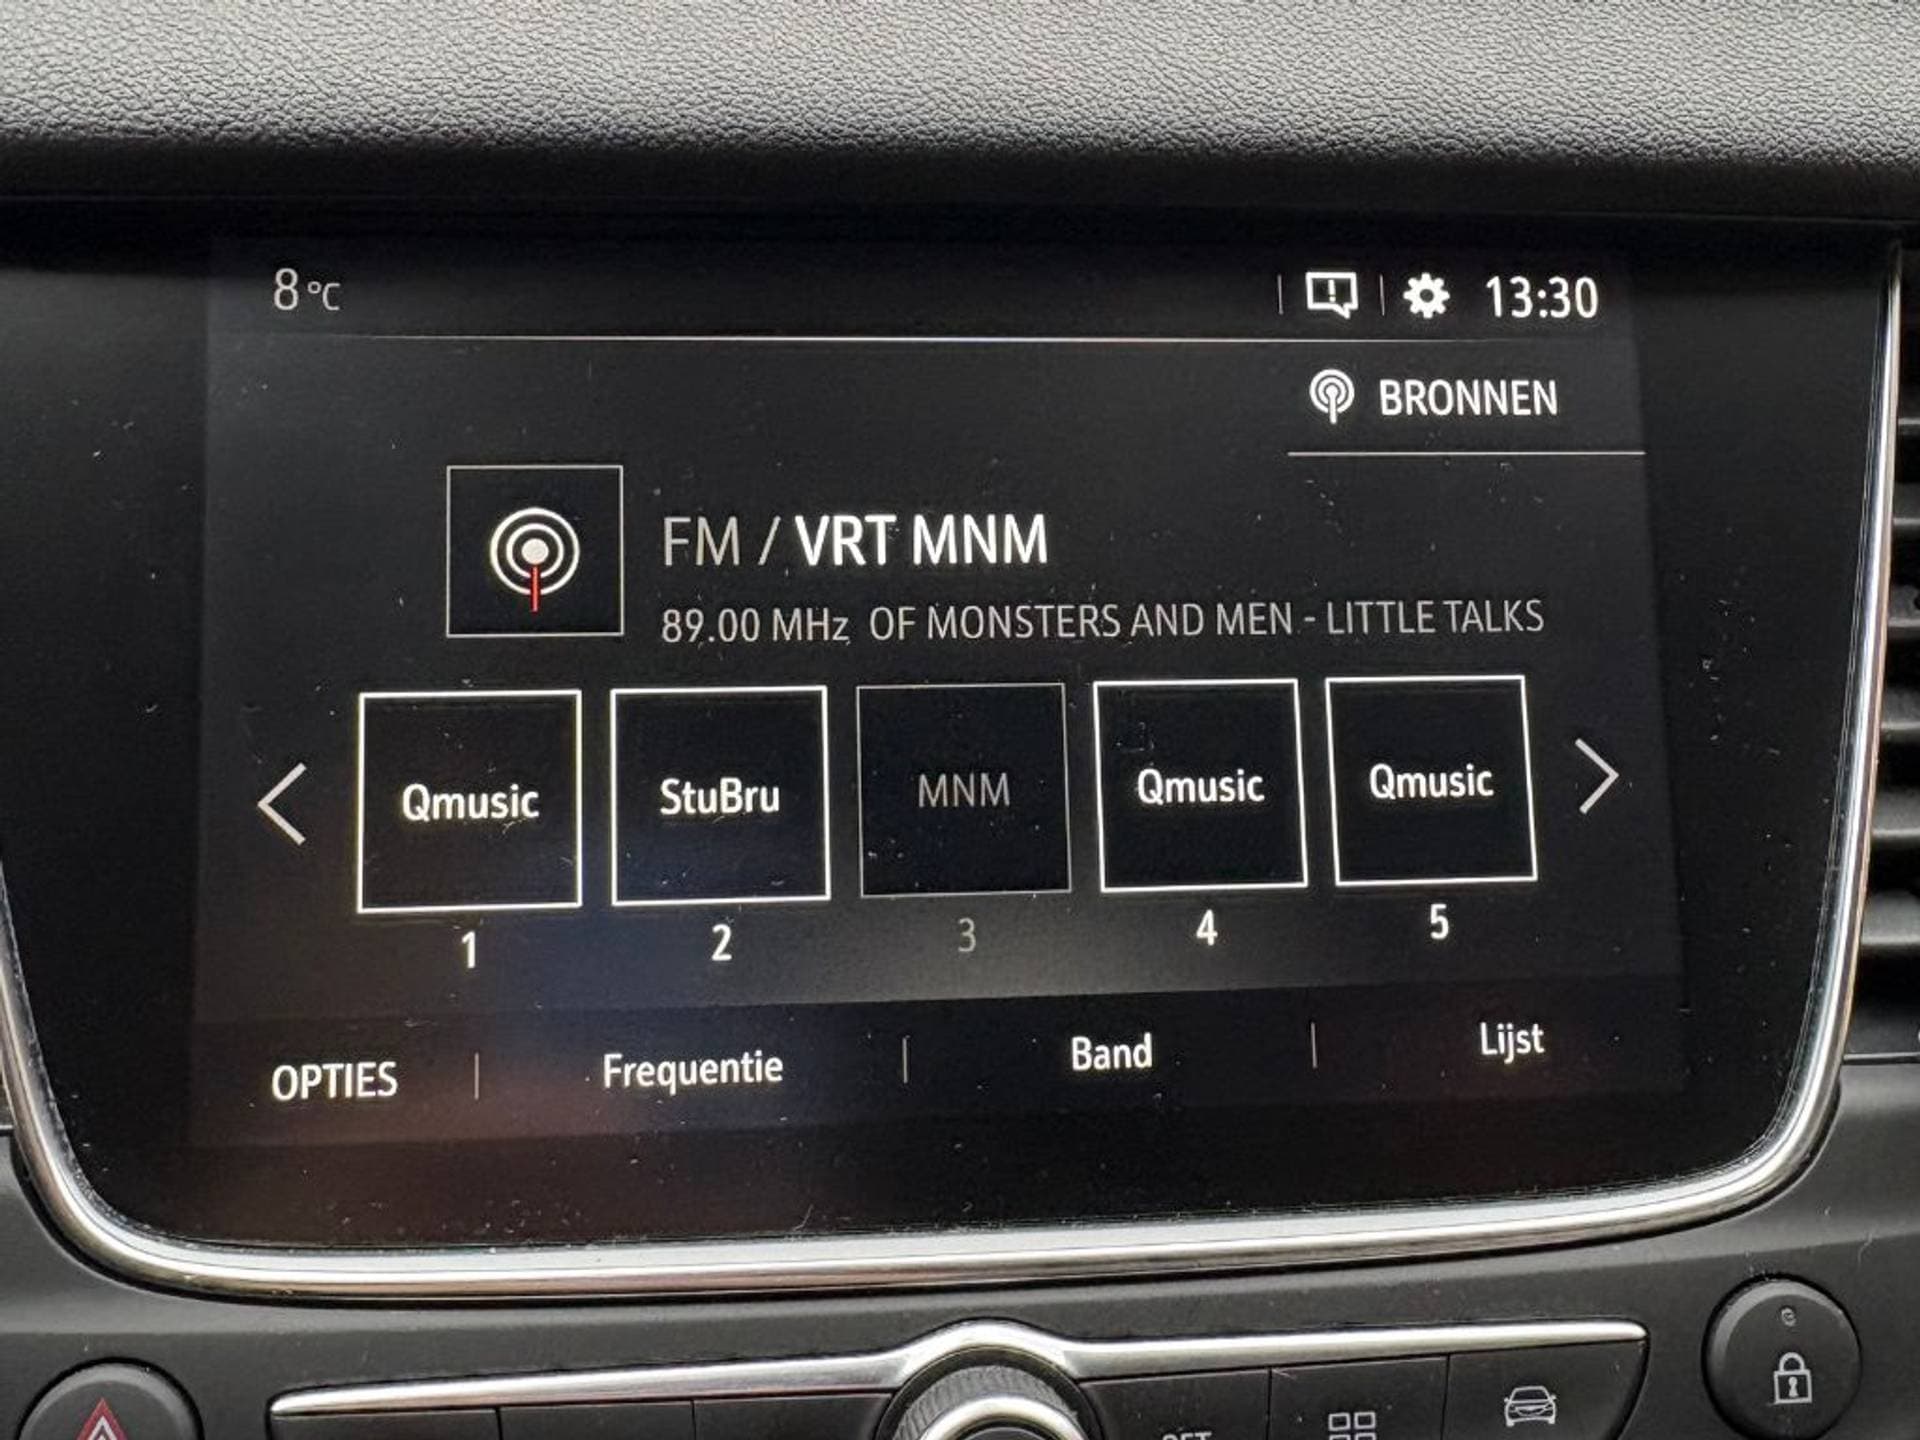 8°C
13:30
BRONNEN
FM / VRT MNM
89.00 MHz OF MONSTERS AND MEN - LITTLE TALKS
Qmusic StuBru MNM Qmusic Qmusic
1 2 3 4 5
OPTIES Frequentie Band Lijst